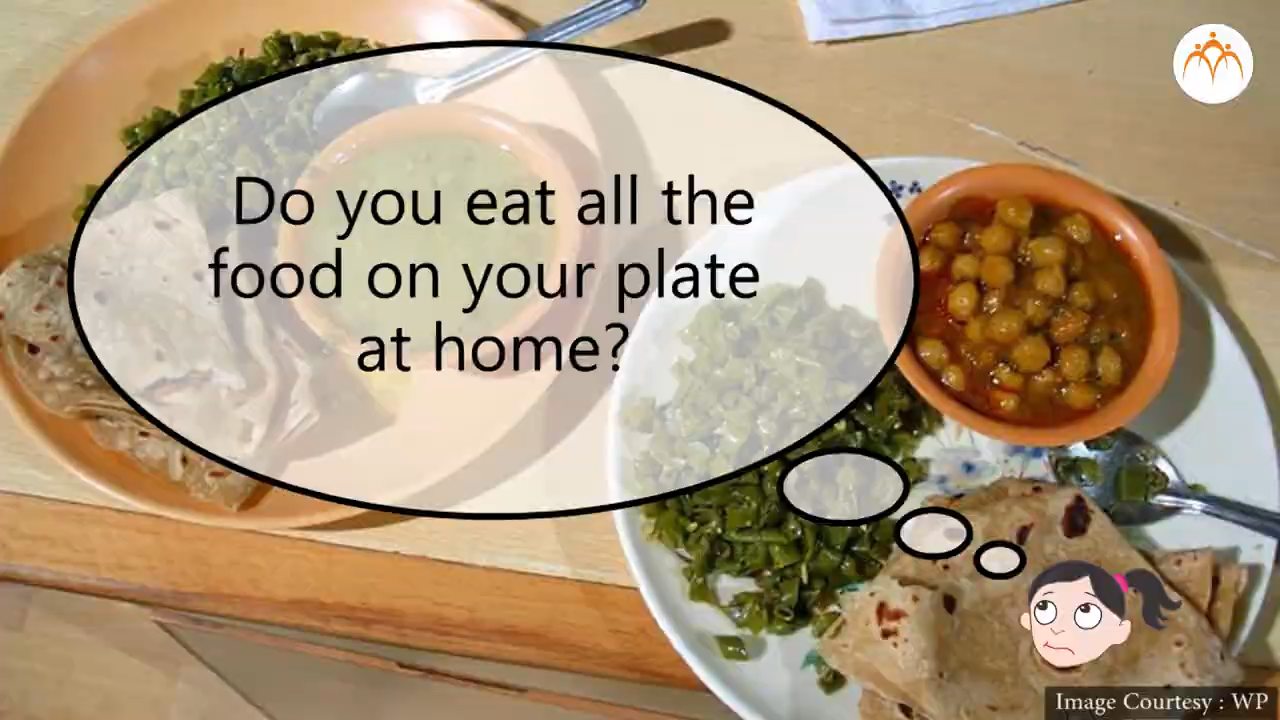 Do you eat all the
food on your plate
at home?
Image Courtesy : WP